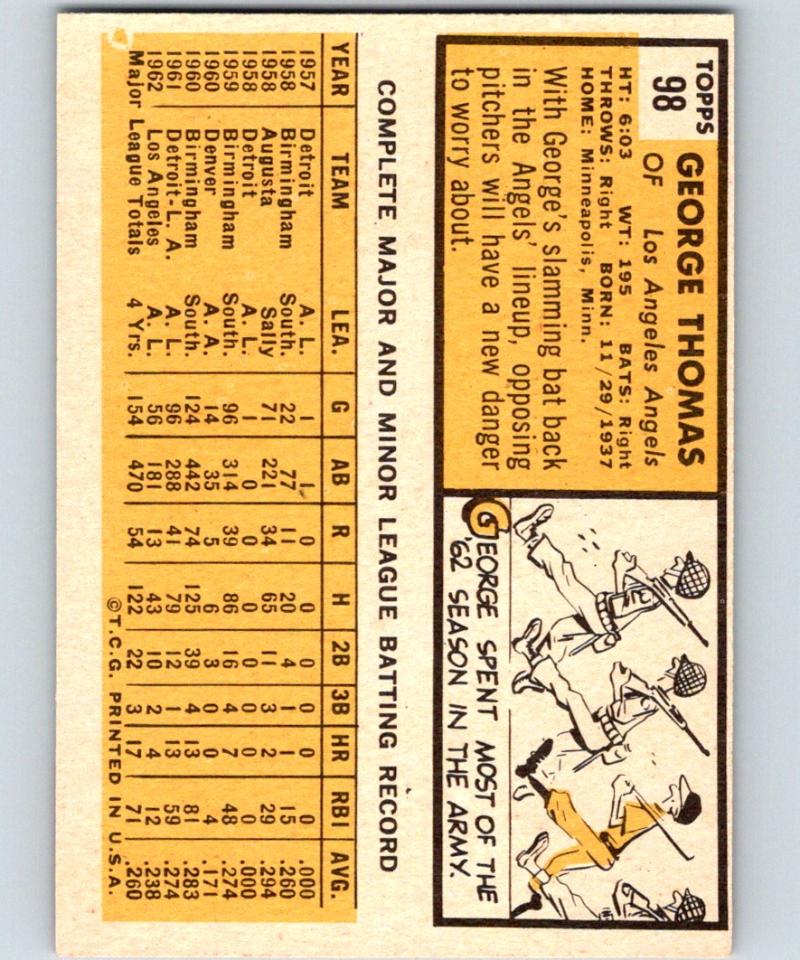 TOPPS
98
GEORGE THOMAS
OF Los Angeles Angels
HT: 6:03 WT: 195 BATS: Right
THROWS: Right BORN: 11/29/1937
HOME: Minneapolis, Minn.
With George's slamming bat back
in the Angels' lineup, opposing
pitchers will have a new danger
to worry about.
GEORGE SPENT MOST OF THE
'62 SEASON IN THE ARMY.
COMPLETE MAJOR AND MINOR LEAGUE BATTING RECORD
YEAR TEAM LEA. G AB R H 2B 3B HR RBI AVG.
1957 Detroit A. L. 1 1 0 0 0 0 0 0 .000
1958 Birmingham South. 22 77 11 20 4 1 1 15 .260
1958 Augusta Sally 71 221 34 65 11 3 2 29 .294
1958 Detroit A. L. 1 0 0 0 0 0 0 0 .000
1959 Birmingham South. 96 314 39 86 16 4 7 48 .274
1960 Denver A. A. 14 35 5 6 3 0 0 4 .171
1960 Birmingham South. 124 442 74 125 39 4 13 81 .283
1961 Detroit-L. A. A. L. 96 288 41 79 12 1 13 59 .274
1962 Los Angeles A. L. 56 181 13 43 10 2 4 12 .238
Major League Totals 4 Yrs. 154 470 54 122 22 3 17 71 .260
©T.C.G. PRINTED IN U.S.A.